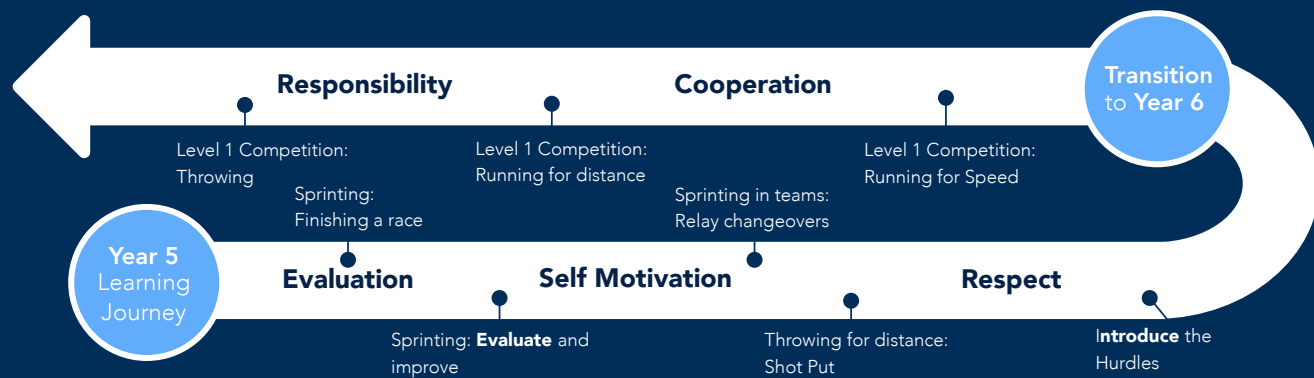 Responsibility
Cooperation
Transition
to Year 6
Level 1 Competition:
Throwing
Level 1 Competition:
Running for distance
Level 1 Competition:
Running for Speed
Sprinting:
Finishing a race
Sprinting in teams:
Relay changeovers
Year 5
Learning
Journey
Evaluation
Self Motivation
Respect
Sprinting: Evaluate and
improve
Throwing for distance:
Shot Put
Introduce the
Hurdles